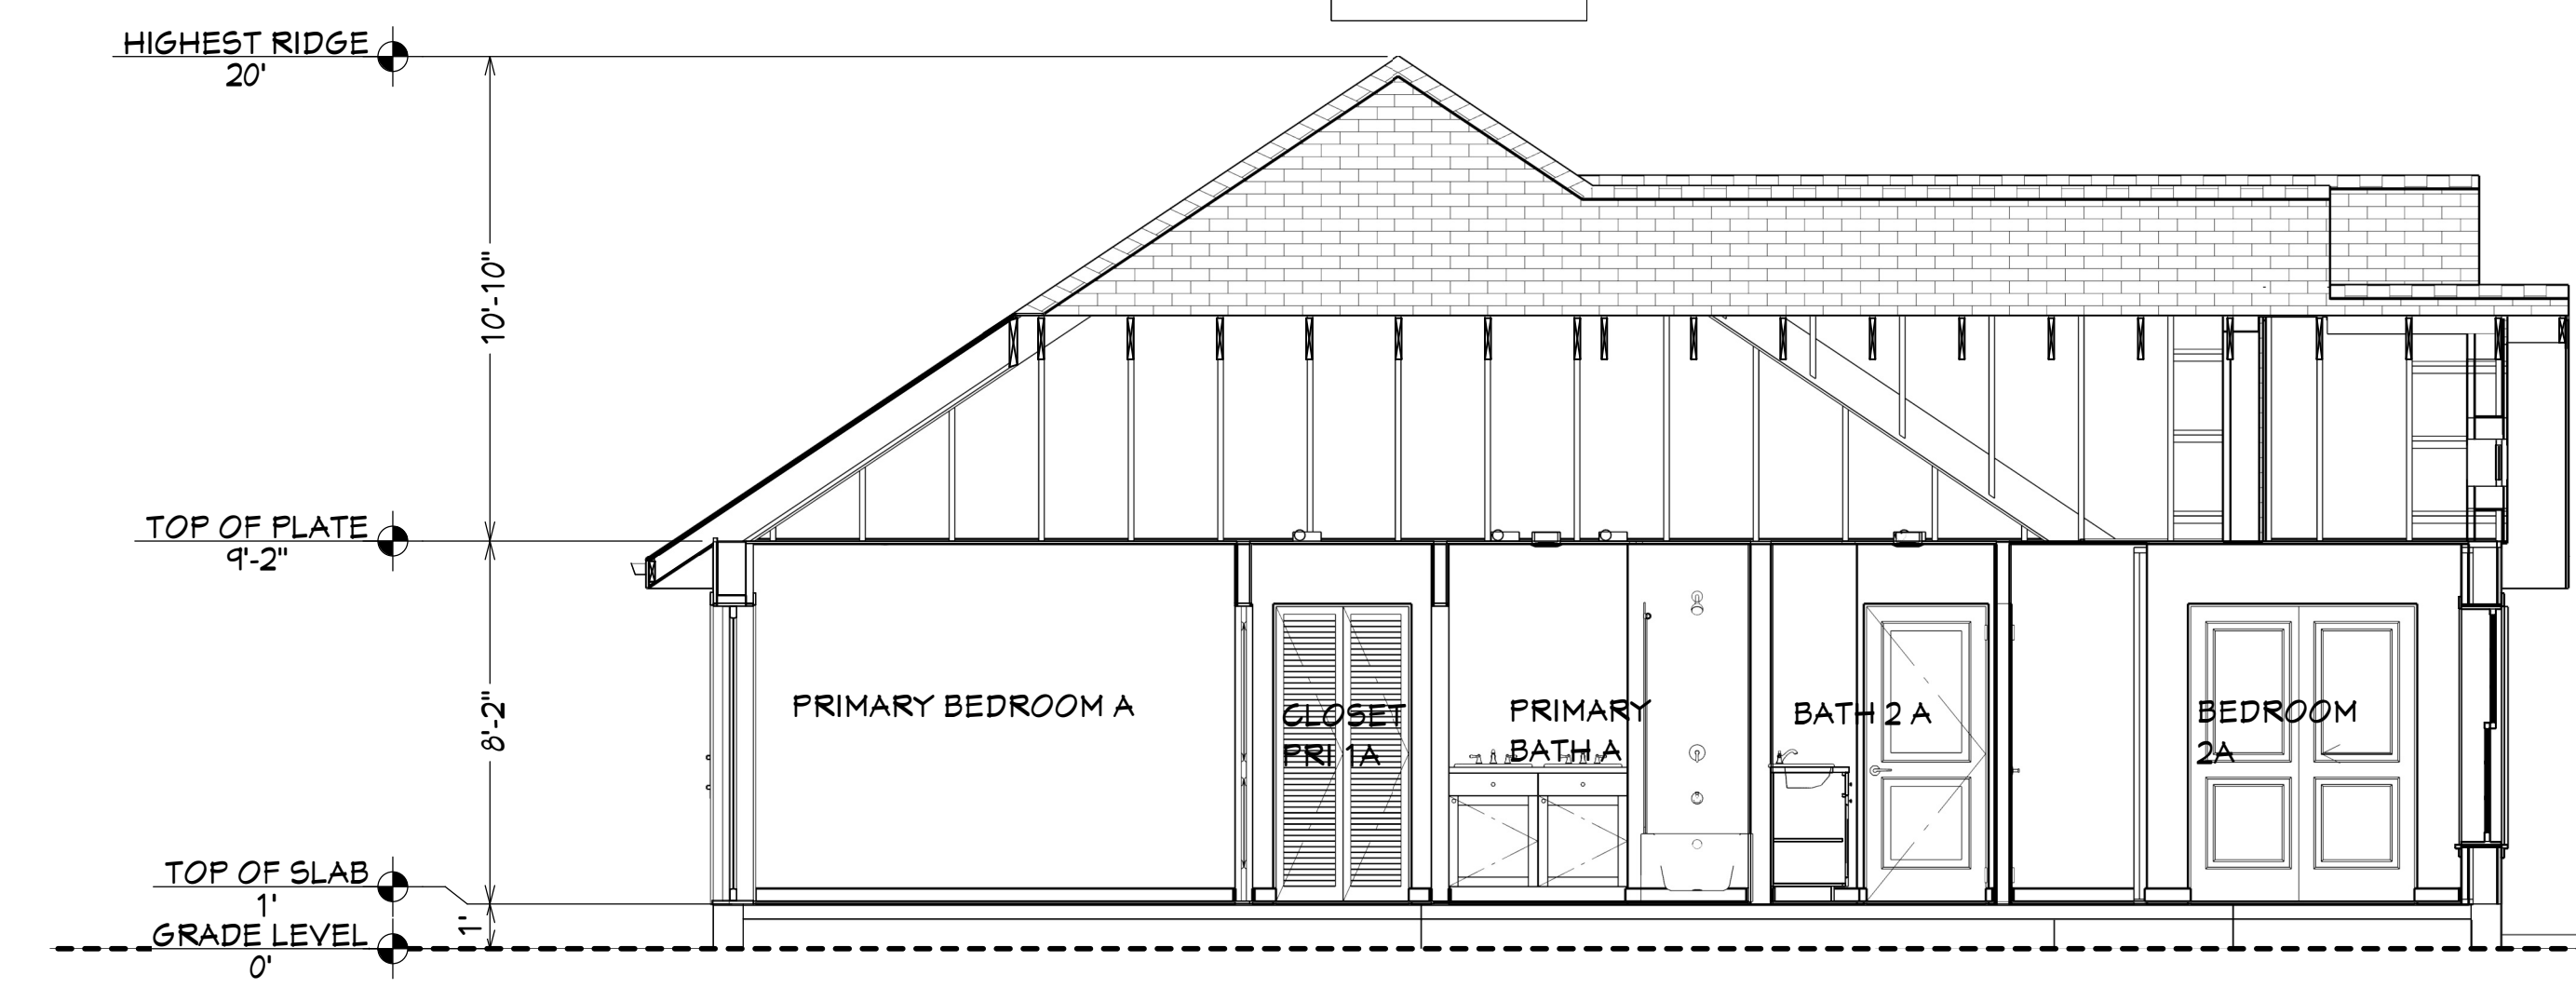 HIGHEST RIDGE
20'
10'-10"
TOP OF PLATE
9'-2"
8'-2"
PRIMARY BEDROOM A
CLOSET
PRI 1A
PRIMARY
BATH A
BATH 2 A
BEDROOM
2A
TOP OF SLAB
1'
1'
GRADE LEVEL
0'